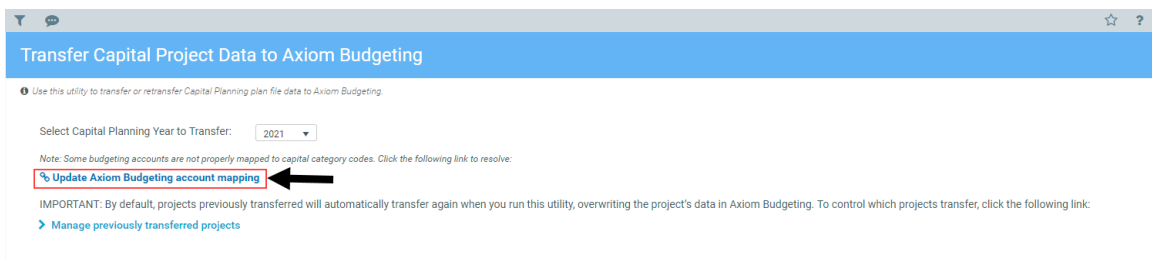 ?
Transfer Capital Project Data to Axiom Budgeting
Use this utility to transfer or retransfer Capital Planning plan file data to Axiom Budgeting.
Select Capital Planning Year to Transfer: 2021
Note: Some budgeting accounts are not properly mapped to capital category codes. Click the following link to resolve:
Update Axiom Budgeting account mapping
IMPORTANT: By default, projects previously transferred will automatically transfer again when you run this utility, overwriting the project's data in Axiom Budgeting. To control which projects transfer, click the following link:
Manage previously transferred projects